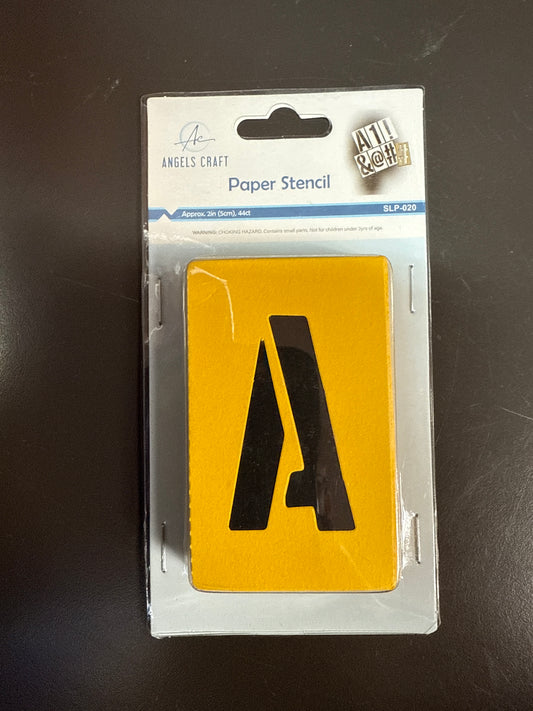 Ac
ANGELS CRAFT
A1!
&@#
Paper Stencil
Approx. 2in (5cm), 44ct
SLP-020
WARNING: CHOKING HAZARD. Contains small parts. Not for children under 3yrs of age.
A